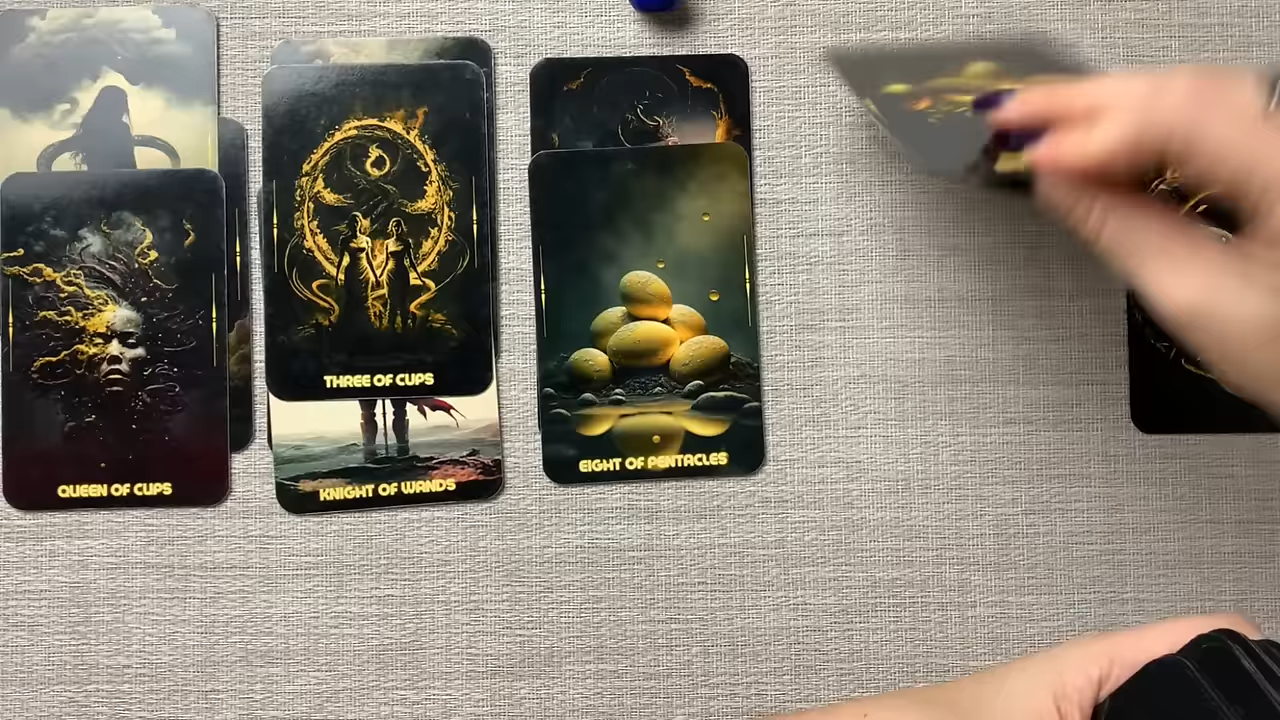 QUEEN OF CUPS
THREE OF CUPS
KNIGHT OF WANDS
EIGHT OF PENTACLES